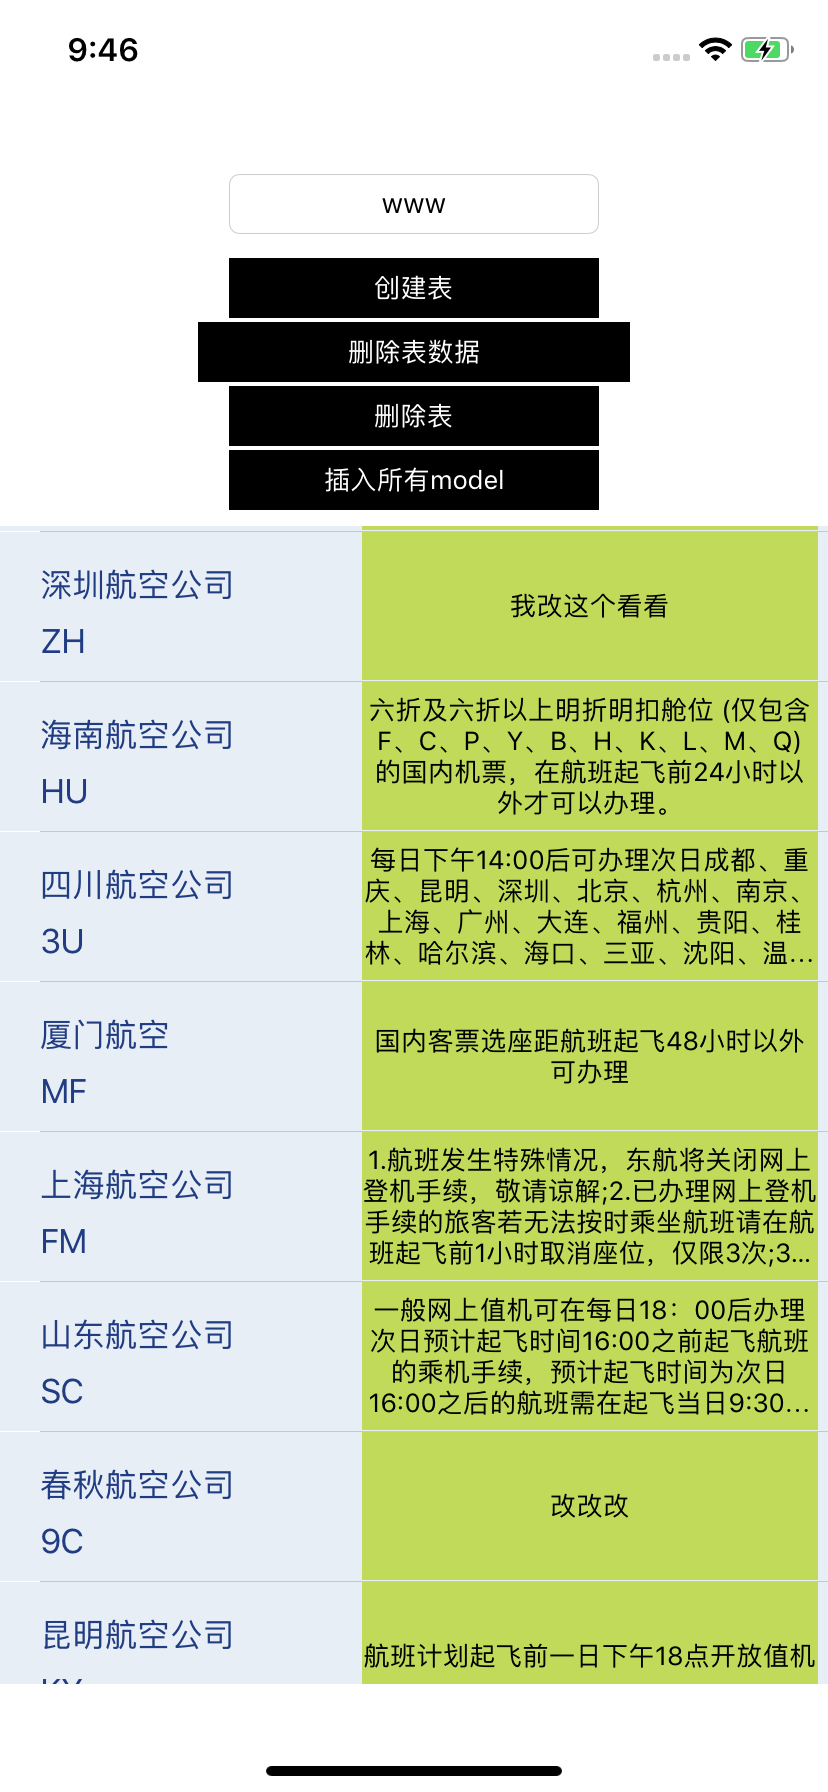 9:46
www
创建表
删除表数据
删除表
插入所有model
深圳航空公司
ZH
我改这个看看
海南航空公司
HU
六折及六折以上明折明扣舱位 (仅包含
F、C、P、Y、B、H、K、L、M、Q)
的国内机票，在航班起飞前24小时以
外才可以办理。
四川航空公司
3U
每日下午14:00后可办理次日成都、重
庆、昆明、深圳、北京、杭州、南京、
上海、广州、大连、福州、贵阳、桂
林、哈尔滨、海口、三亚、沈阳、温...
厦门航空
MF
国内客票选座距航班起飞48小时以外
可办理
上海航空公司
FM
1.航班发生特殊情况，东航将关闭网上
登机手续，敬请谅解;2.已办理网上登机
手续的旅客若无法按时乘坐航班请在航
班起飞前1小时取消座位，仅限3次;3...
山东航空公司
SC
一般网上值机可在每日18：00后办理
次日预计起飞时间16:00之前起飞航班
的乘机手续，预计起飞时间为次日
16:00之后的航班需在起飞当日9:30...
春秋航空公司
9C
改改改
昆明航空公司
航班计划起飞前一日下午18点开放值机